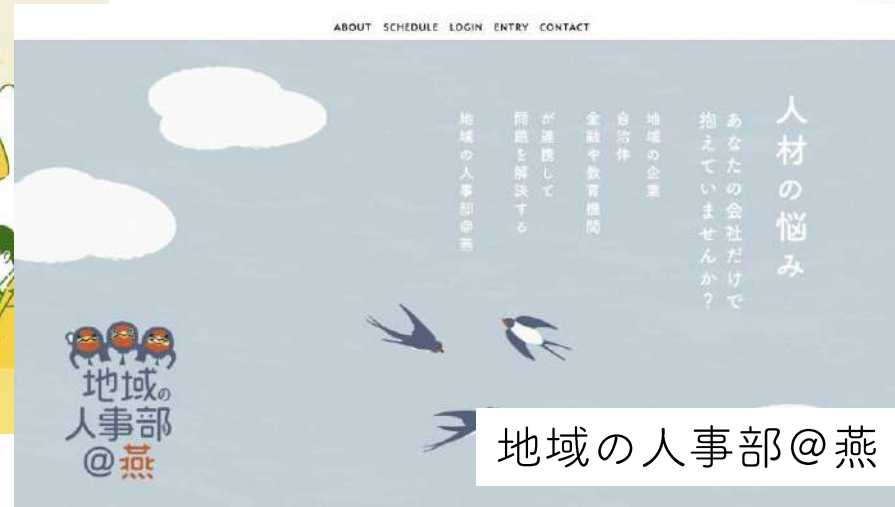 ABOUT SCHEDULE LOGIN ENTRY CONTACT
人材の悩み
あなたの会社だけで
抱えていませんか？
地域の企業
自治体
金融や教育機関
が連携して
問題を解決する
地域の人事部@燕
地域の
人事部
@燕
地域の人事部@燕